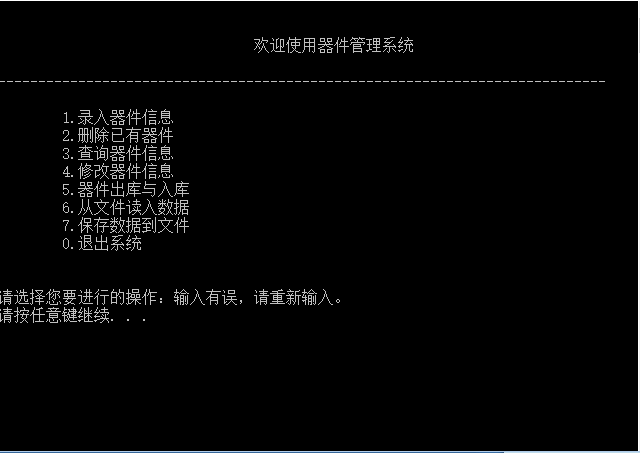 欢迎使用器件管理系统
--------------------------------------------------------------------------------
1.录入器件信息
2.删除已有器件
3.查询器件信息
4.修改器件信息
5.器件出库与入库
6.从文件读入数据
7.保存数据到文件
0.退出系统
请选择您要进行的操作：输入有误，请重新输入。
请按任意键继续. . .